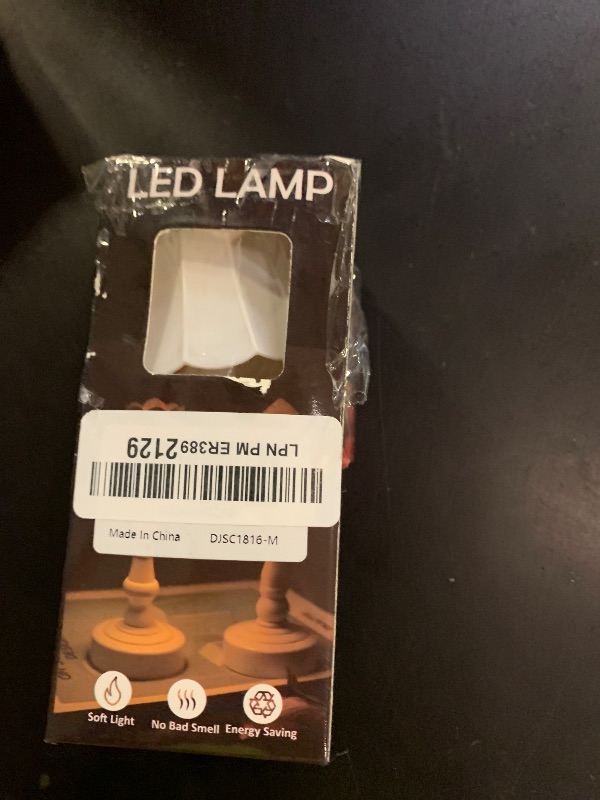 LED LAMP
LPN PM ER3892129
Made In China DJSC1816-M
Soft Light No Bad Smell Energy Saving